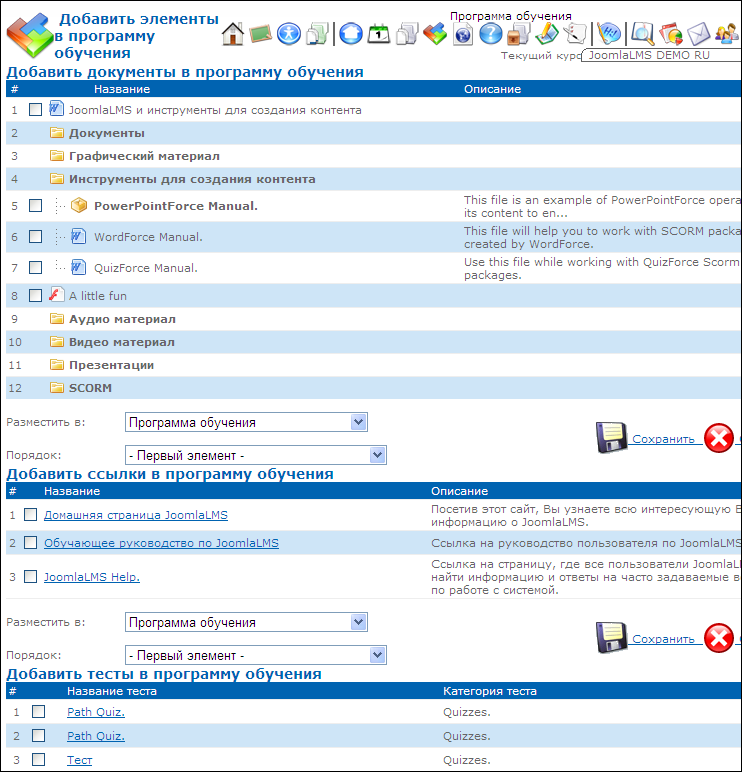 Добавить элементы
в программу
обучения
Программа обучения
Текущий курс JoomlaLMS DEMO RU
Добавить документы в программу обучения
# Название Описание
1 JoomlaLMS и инструменты для создания контента
2 Документы
3 Графический материал
4 Инструменты для создания контента
5 PowerPointForce Manual. This file is an example of PowerPointForce opera
its content to en...
6 WordForce Manual. This file will help you to work with SCORM packa
created by WordForce.
7 QuizForce Manual. Use this file while working with QuizForce Scorm
packages.
8 A little fun
9 Аудио материал
10 Видео материал
11 Презентации
12 SCORM
Разместить в: Программа обучения
Сохранить
Порядок: - Первый элемент -
Добавить ссылки в программу обучения
# Название Описание
1 Домашняя страница JoomlaLMS Посетив этот сайт, Вы узнаете всю интересующую В
информацию о JoomlaLMS.
2 Обучающее руководство по JoomlaLMS Ссылка на руководство пользователя по JoomlaLMS
3 JoomlaLMS Help. Ссылка на страницу, где все пользователи JoomlaL
найти информацию и ответы на часто задаваемые в
по работе с системой.
Разместить в: Программа обучения
Сохранить
Порядок: - Первый элемент -
Добавить тесты в программу обучения
# Название теста Категория теста
1 Path Quiz. Quizzes.
2 Path Quiz. Quizzes.
3 Тест Quizzes.